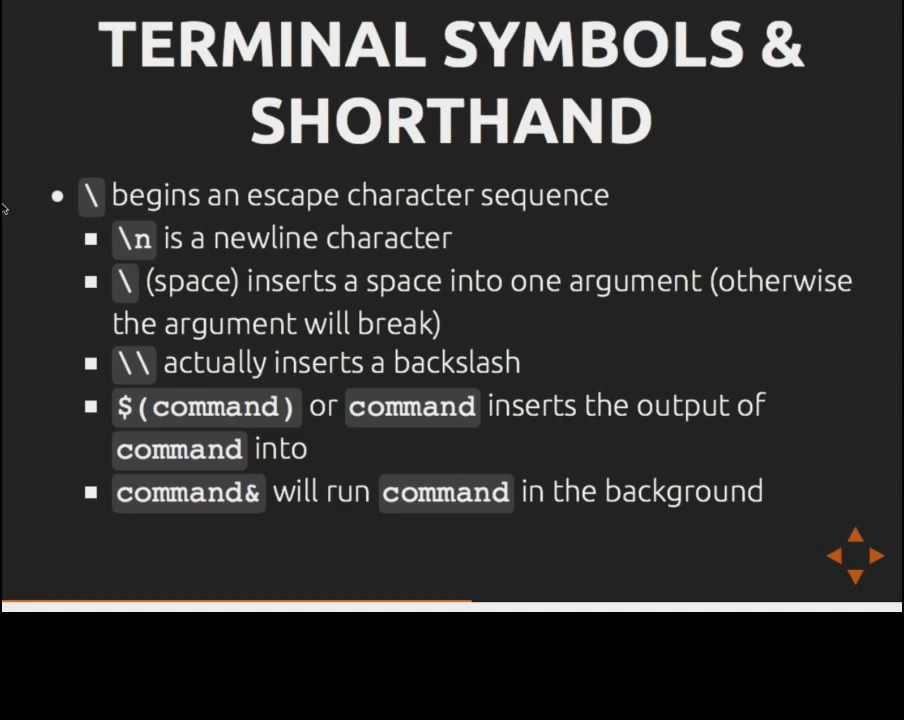 TERMINAL SYMBOLS &
SHORTHAND
\ begins an escape character sequence
\n is a newline character
\ (space) inserts a space into one argument (otherwise
the argument will break)
\\ actually inserts a backslash
$(command) or command inserts the output of
command into
command& will run command in the background